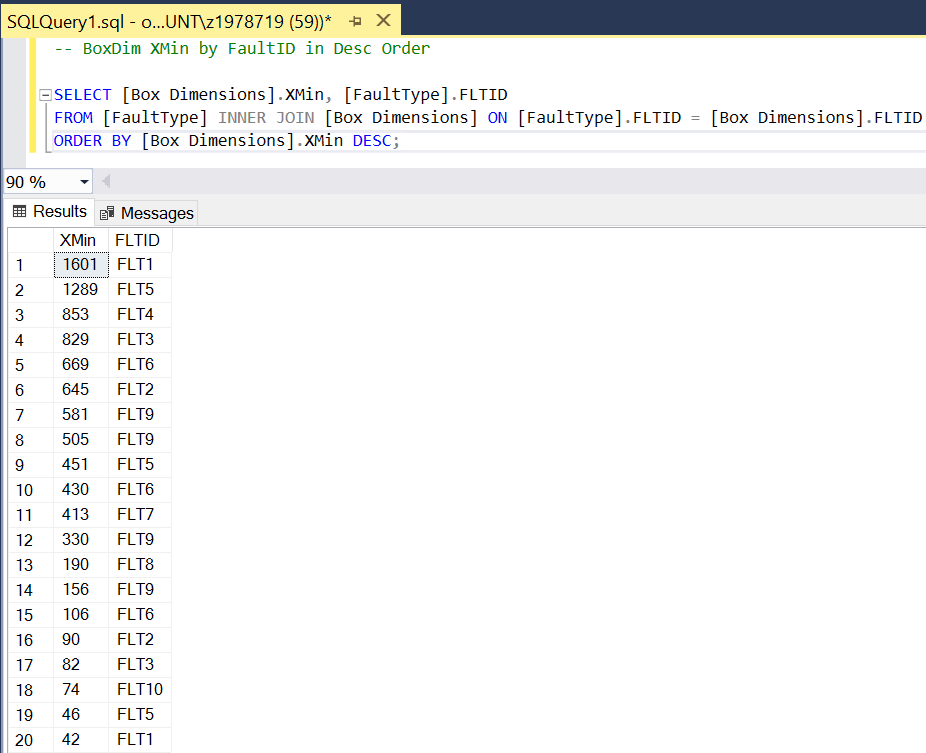 SQLQuery1.sql - o...UNT\z1978719 (59))*
-- BoxDim XMin by FaultID in Desc Order
SELECT [Box Dimensions].XMin, [FaultType].FLTID
FROM [FaultType] INNER JOIN [Box Dimensions] ON [FaultType].FLTID = [Box Dimensions].FLTID
ORDER BY [Box Dimensions].XMin DESC;
90 %
Results Messages
XMin FLTID
1 1601 FLT1
2 1289 FLT5
3 853 FLT4
4 829 FLT3
5 669 FLT6
6 645 FLT2
7 581 FLT9
8 505 FLT9
9 451 FLT5
10 430 FLT6
11 413 FLT7
12 330 FLT9
13 190 FLT8
14 156 FLT9
15 106 FLT6
16 90 FLT2
17 82 FLT3
18 74 FLT10
19 46 FLT5
20 42 FLT1